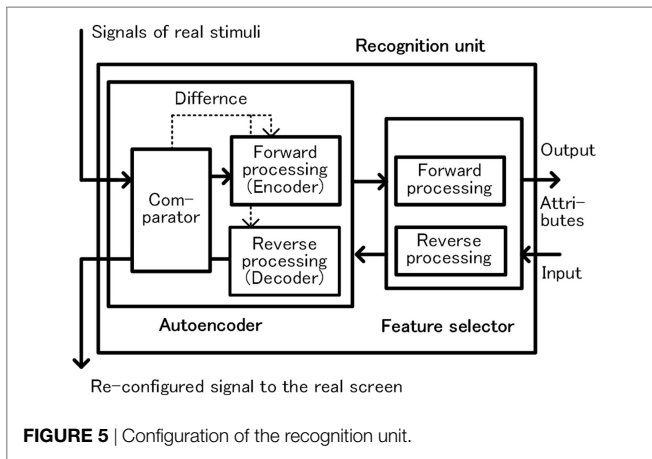 Signals of real stimuli
Recognition unit
Differnce
Forward
processing
(Encoder)
Com-
parator
Reverse
processing
(Decoder)
Autoencoder
Forward
processing
Reverse
processing
Feature selector
Output
Attri-
butes
Input
Re-configured signal to the real screen
FIGURE 5 | Configuration of the recognition unit.